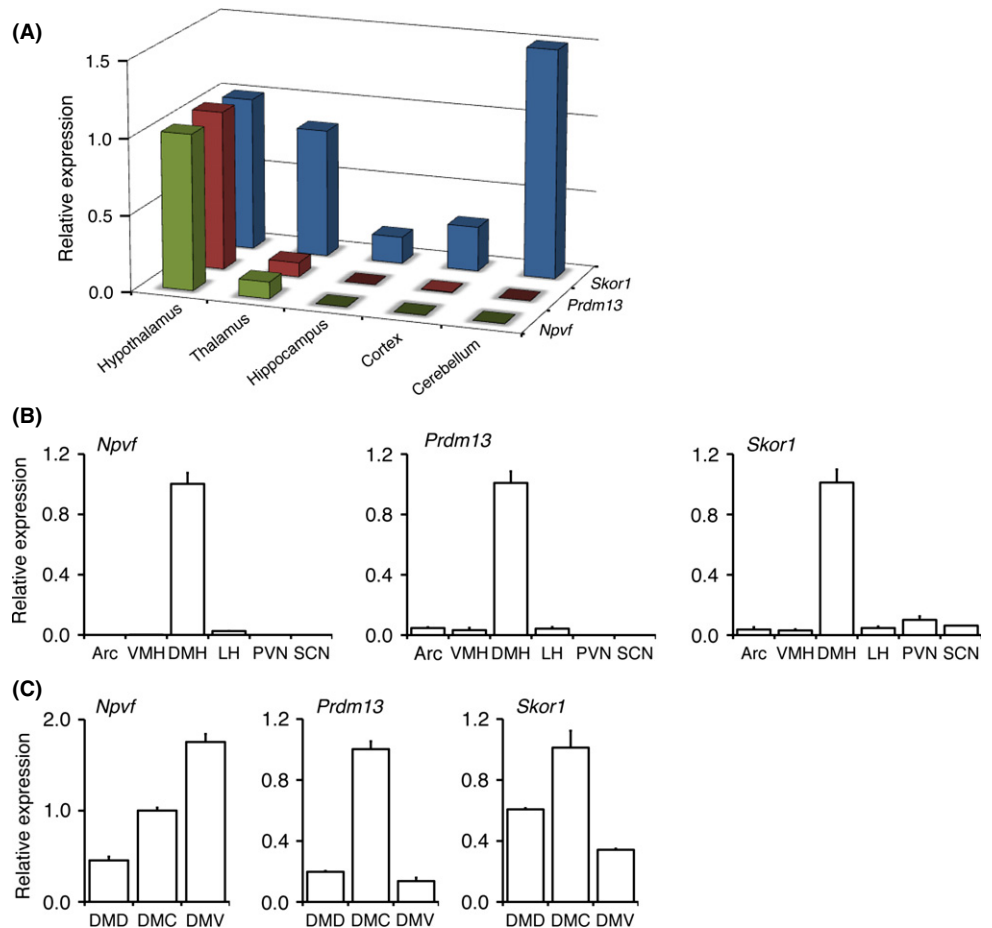 (A)
Relative expression
1.5
1.0
0.5
0.0
Hypothalamus
Thalamus
Hippocampus
Cortex
Cerebellum
Skor1
Prdm13
Npvf
(B)
Npvf
Relative expression
1.2
0.8
0.4
0.0
Arc VMH DMH LH PVN SCN
Prdm13
1.2
0.8
0.4
0.0
Arc VMH DMH LH PVN SCN
Skor1
1.2
0.8
0.4
0.0
Arc VMH DMH LH PVN SCN
(C)
Npvf
Relative expression
2.0
1.0
0.0
DMD DMC DMV
Prdm13
1.2
0.8
0.4
0.0
DMD DMC DMV
Skor1
1.2
0.8
0.4
0.0
DMD DMC DMV